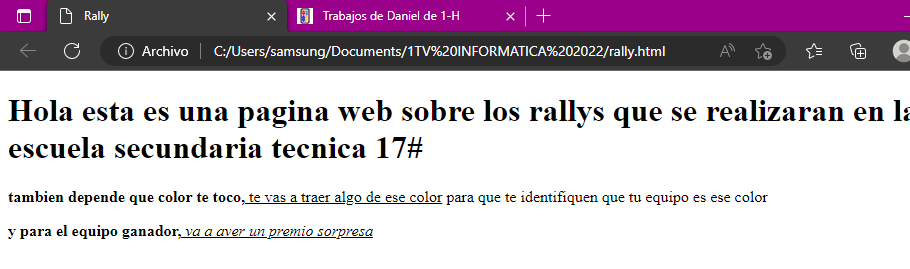 Rally
Trabajos de Daniel de 1-H
Archivo
C:/Users/samsung/Documents/1TV%20INFORMATICA%202022/rally.html
Hola esta es una pagina web sobre los rallys que se realizaran en la
escuela secundaria tecnica 17#
tambien depende que color te toco, te vas a traer algo de ese color para que te identifiquen que tu equipo es ese color
y para el equipo ganador, va a aver un premio sorpresa